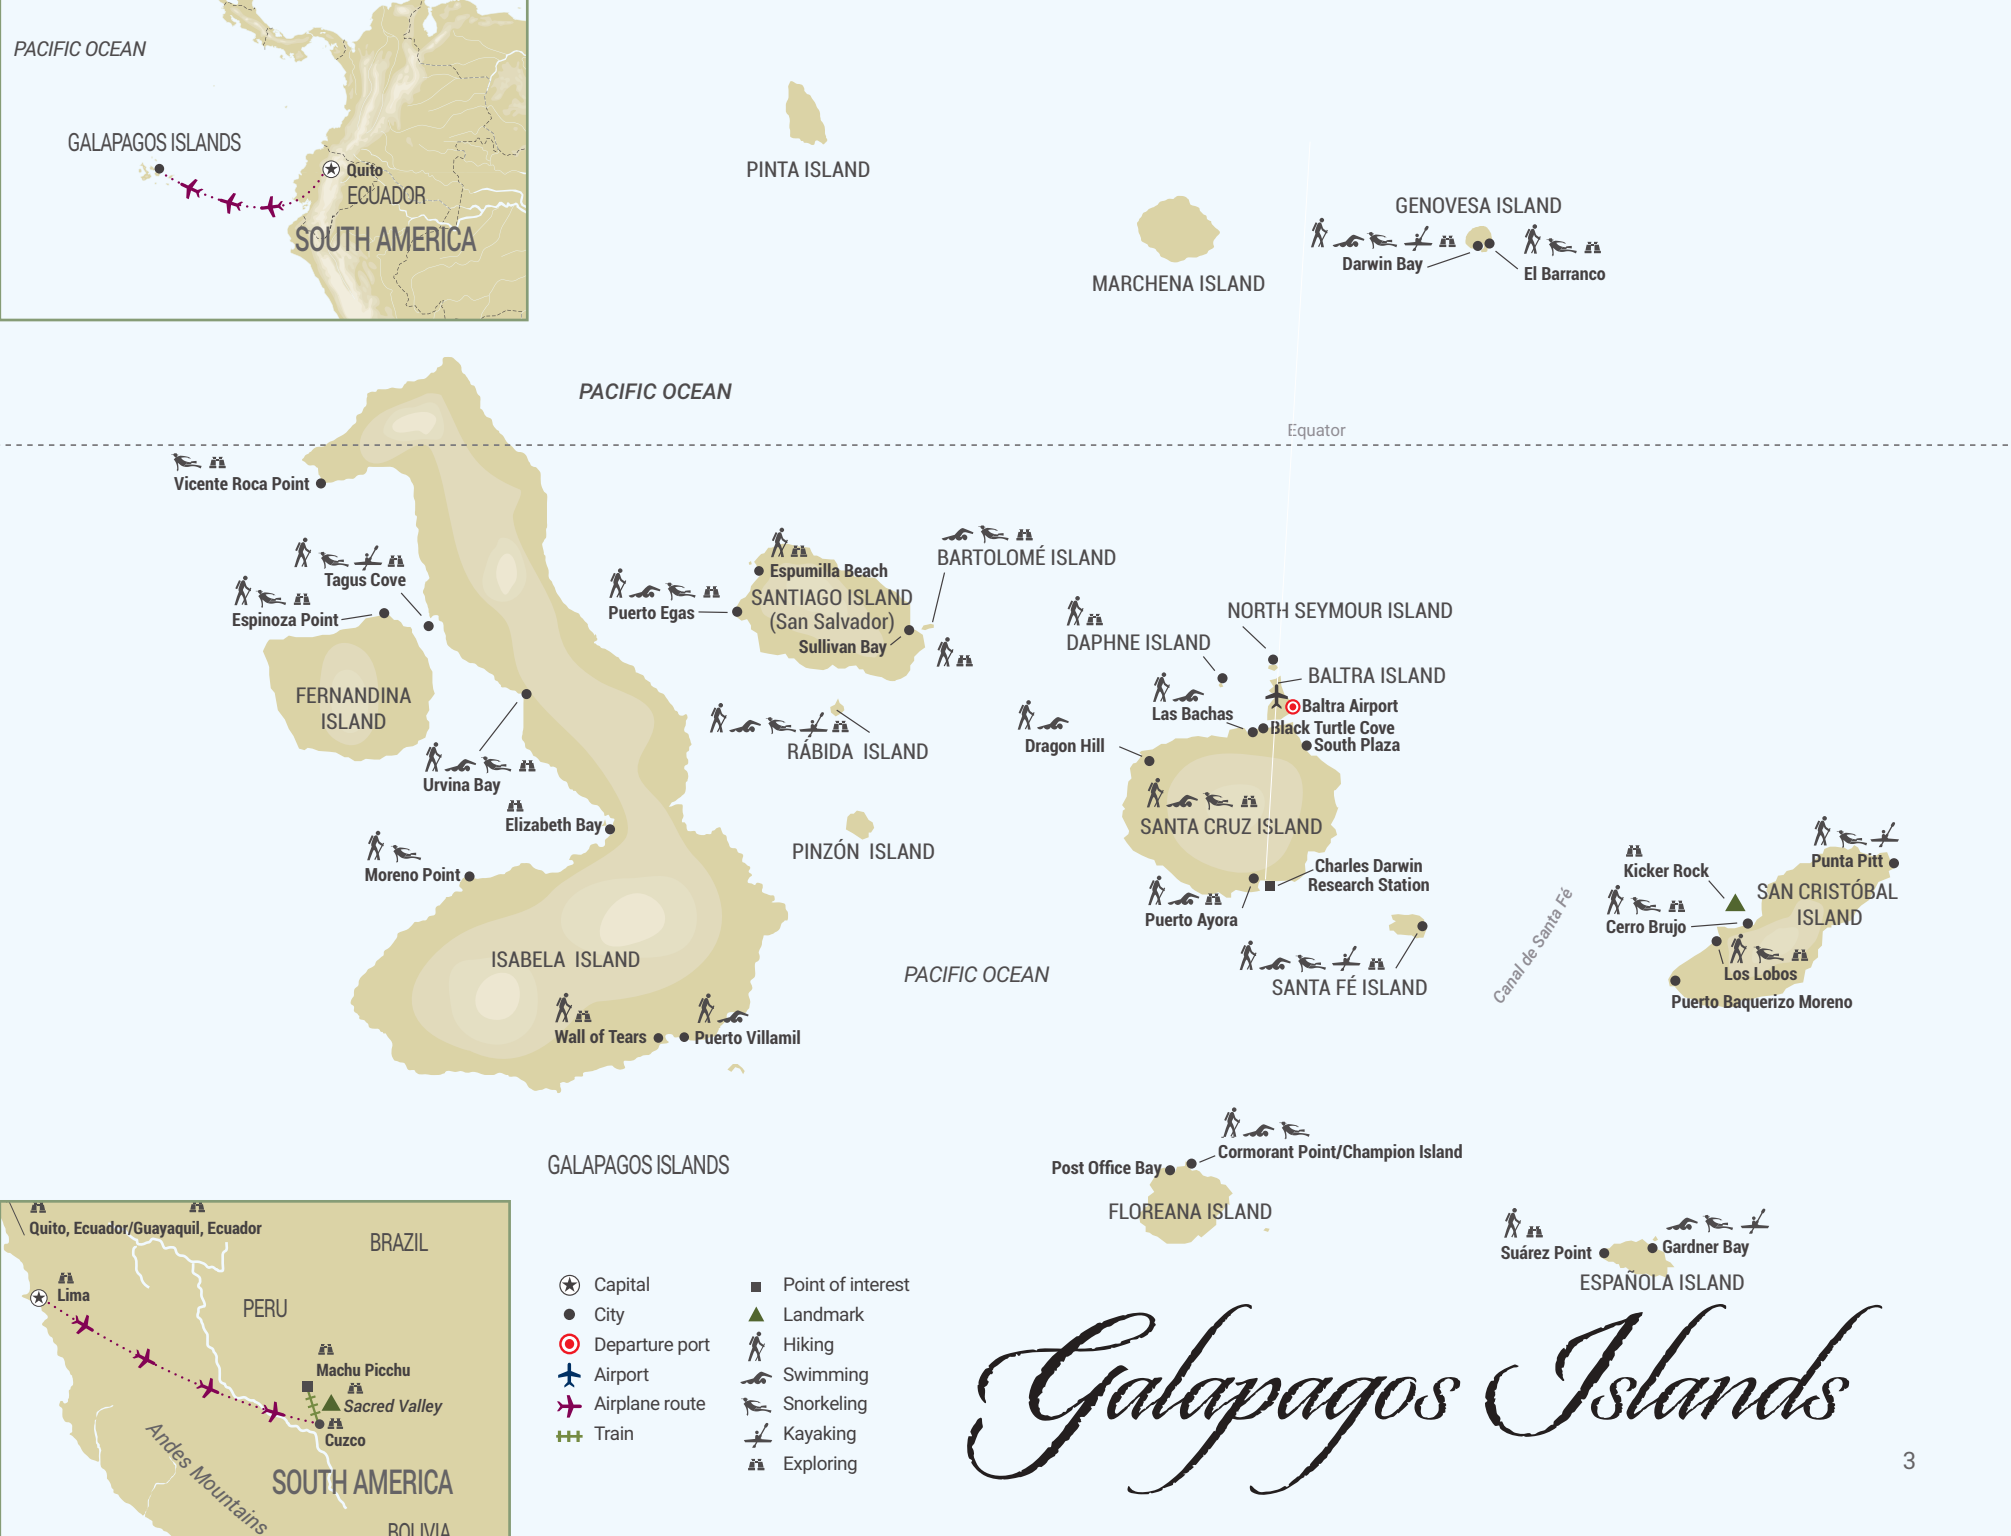 PACIFIC OCEAN
GALAPAGOS ISLANDS
Quito
ECUADOR
SOUTH AMERICA
PINTA ISLAND
MARCHENA ISLAND
GENOVESA ISLAND
Darwin Bay
El Barranco
PACIFIC OCEAN
Equator
Vicente Roca Point
Tagus Cove
Espinoza Point
FERNANDINA
ISLAND
Urvina Bay
Elizabeth Bay
Moreno Point
ISABELA ISLAND
Wall of Tears
Puerto Villamil
Espumilla Beach
SANTIAGO ISLAND
(San Salvador)
Puerto Egas
Sullivan Bay
BARTOLOMÉ ISLAND
RÁBIDA ISLAND
PINZÓN ISLAND
DAPHNE ISLAND
NORTH SEYMOUR ISLAND
BALTRA ISLAND
Baltra Airport
Las Bachas
Black Turtle Cove
South Plaza
Dragon Hill
SANTA CRUZ ISLAND
Charles Darwin
Research Station
Puerto Ayora
SANTA FÉ ISLAND
PACIFIC OCEAN
Canal de Santa Fé
Punta Pitt
Kicker Rock
SAN CRISTÓBAL
ISLAND
Cerro Brujo
Los Lobos
Puerto Baquerizo Moreno
GALAPAGOS ISLANDS
Cormorant Point/Champion Island
Post Office Bay
FLOREANA ISLAND
Suárez Point
Gardner Bay
ESPAÑOLA ISLAND
Quito, Ecuador/Guayaquil, Ecuador
BRAZIL
Lima
PERU
Machu Picchu
Sacred Valley
Cuzco
Andes Mountains
SOUTH AMERICA
BOLIVIA
Capital
City
Departure port
Airport
Airplane route
Train
Point of interest
Landmark
Hiking
Swimming
Snorkeling
Kayaking
Exploring
Galapagos Islands
3